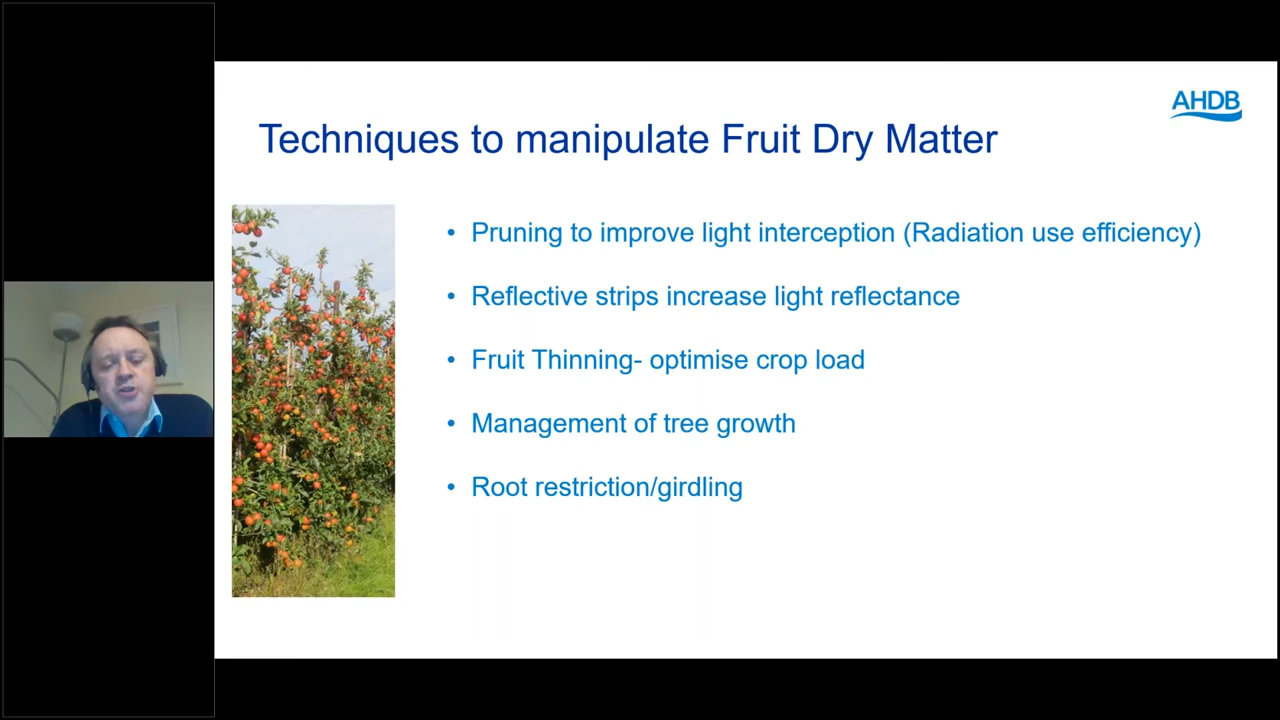 AHDB
Techniques to manipulate Fruit Dry Matter
• Pruning to improve light interception (Radiation use efficiency)
• Reflective strips increase light reflectance
• Fruit Thinning- optimise crop load
• Management of tree growth
• Root restriction/girdling